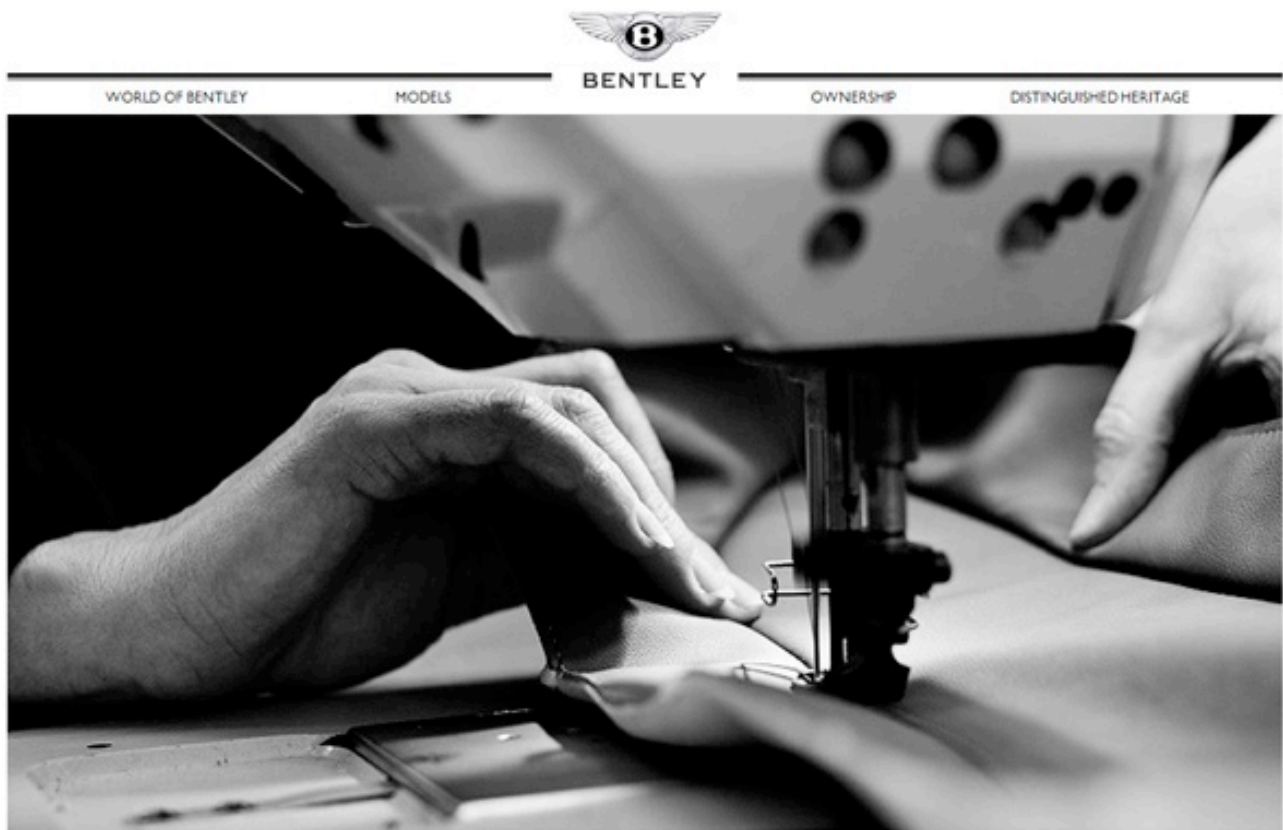 B
BENTLEY
WORLD OF BENTLEY
MODELS
OWNERSHIP
DISTINGUISHED HERITAGE